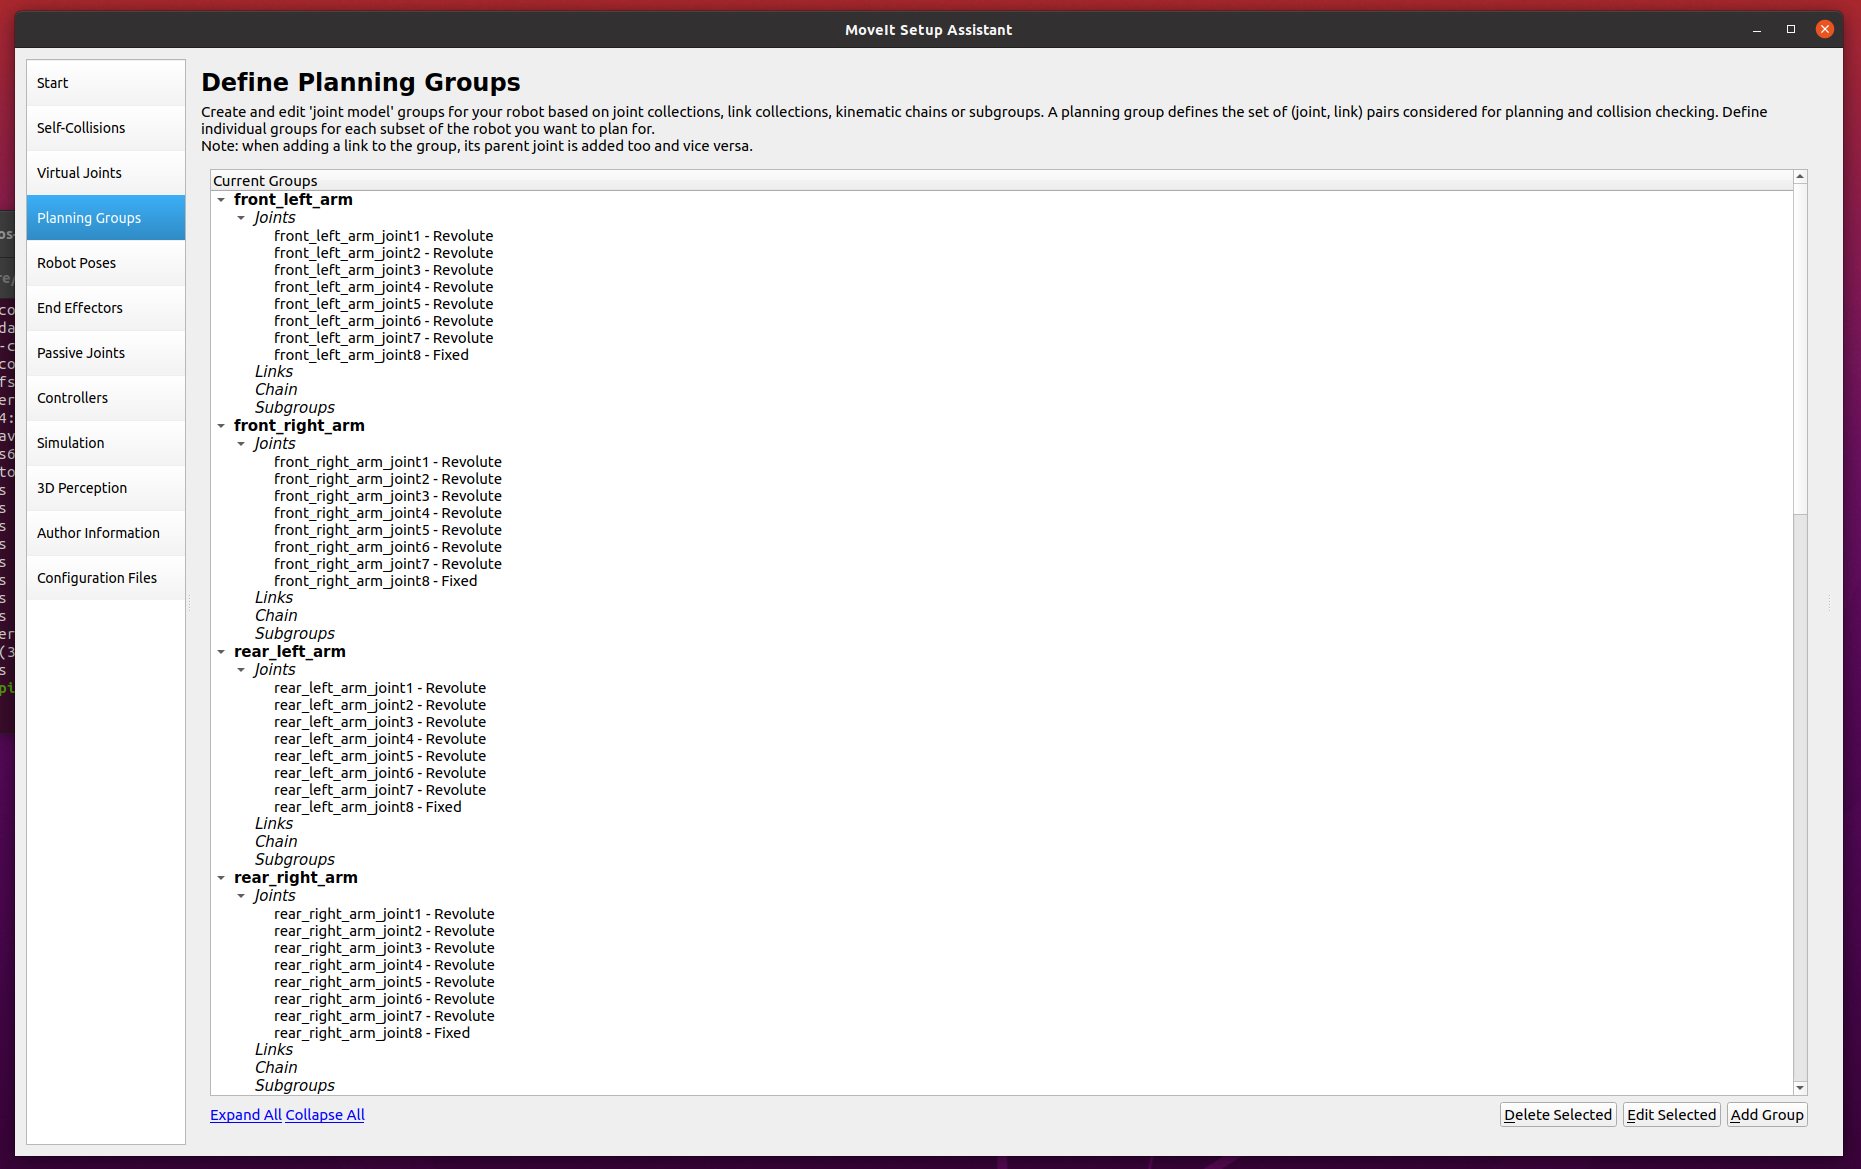 MoveIt Setup Assistant
Start
Self-Collisions
Virtual Joints
Planning Groups
Robot Poses
End Effectors
Passive Joints
Controllers
Simulation
3D Perception
Author Information
Configuration Files
Define Planning Groups
Create and edit 'joint model' groups for your robot based on joint collections, link collections, kinematic chains or subgroups. A planning group defines the set of (joint, link) pairs considered for planning and collision checking. Define
individual groups for each subset of the robot you want to plan for.
Note: when adding a link to the group, its parent joint is added too and vice versa.
Current Groups
front_left_arm
Joints
front_left_arm_joint1 - Revolute
front_left_arm_joint2 - Revolute
front_left_arm_joint3 - Revolute
front_left_arm_joint4 - Revolute
front_left_arm_joint5 - Revolute
front_left_arm_joint6 - Revolute
front_left_arm_joint7 - Revolute
front_left_arm_joint8 - Fixed
Links
Chain
Subgroups
front_right_arm
Joints
front_right_arm_joint1 - Revolute
front_right_arm_joint2 - Revolute
front_right_arm_joint3 - Revolute
front_right_arm_joint4 - Revolute
front_right_arm_joint5 - Revolute
front_right_arm_joint6 - Revolute
front_right_arm_joint7 - Revolute
front_right_arm_joint8 - Fixed
Links
Chain
Subgroups
rear_left_arm
Joints
rear_left_arm_joint1 - Revolute
rear_left_arm_joint2 - Revolute
rear_left_arm_joint3 - Revolute
rear_left_arm_joint4 - Revolute
rear_left_arm_joint5 - Revolute
rear_left_arm_joint6 - Revolute
rear_left_arm_joint7 - Revolute
rear_left_arm_joint8 - Fixed
Links
Chain
Subgroups
rear_right_arm
Joints
rear_right_arm_joint1 - Revolute
rear_right_arm_joint2 - Revolute
rear_right_arm_joint3 - Revolute
rear_right_arm_joint4 - Revolute
rear_right_arm_joint5 - Revolute
rear_right_arm_joint6 - Revolute
rear_right_arm_joint7 - Revolute
rear_right_arm_joint8 - Fixed
Links
Chain
Subgroups
Expand All Collapse All
Delete Selected Edit Selected Add Group